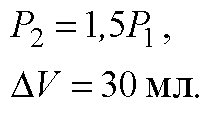 P₂ = 1,5P₁ ,
ΔV = 30 мл.